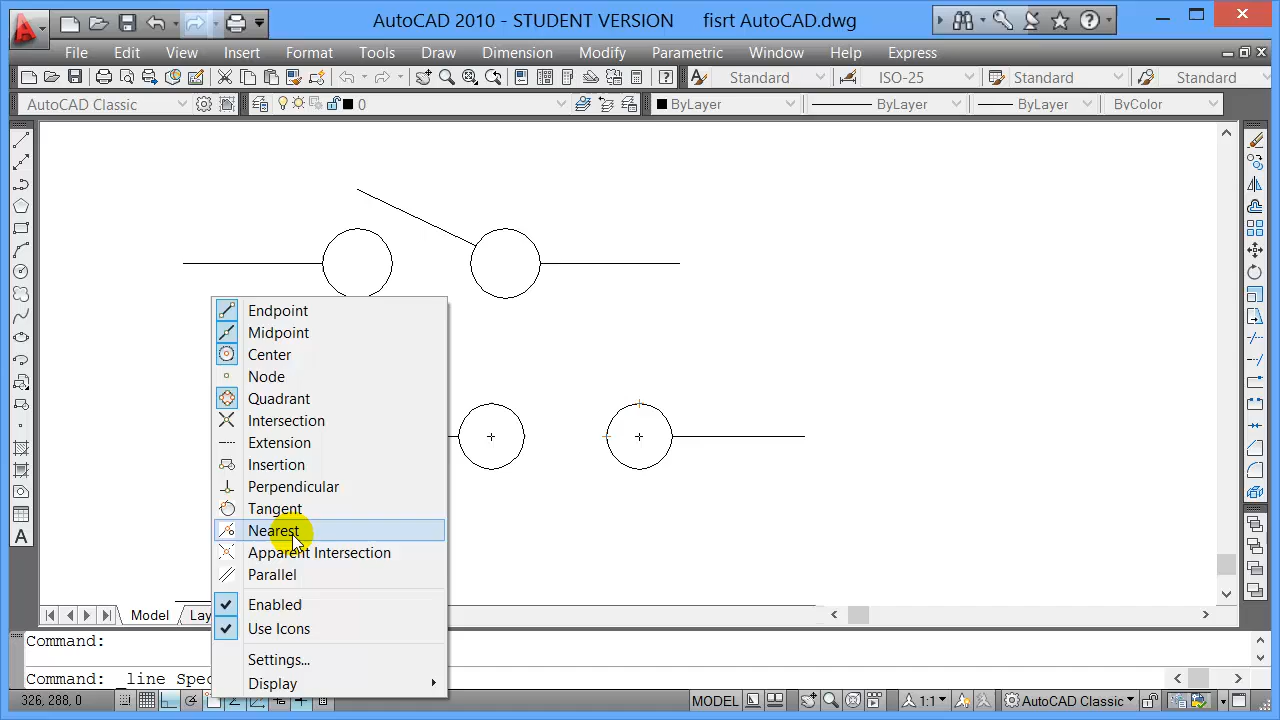 AutoCAD 2010 - STUDENT VERSION fisrt AutoCAD.dwg
File Edit View Insert Format Tools Draw Dimension Modify Parametric Window Help Express
Standard ISO-25 Standard Standard
AutoCAD Classic 0 ByLayer ByLayer ByLayer ByColor
Endpoint
Midpoint
Center
Node
Quadrant
Intersection
Extension
Insertion
Perpendicular
Tangent
Nearest
Apparent Intersection
Parallel
Enabled
Use Icons
Settings...
Display
Model Lay
Command:
Command: _line Spec
326, 288, 0 MODEL 1:1 AutoCAD Classic